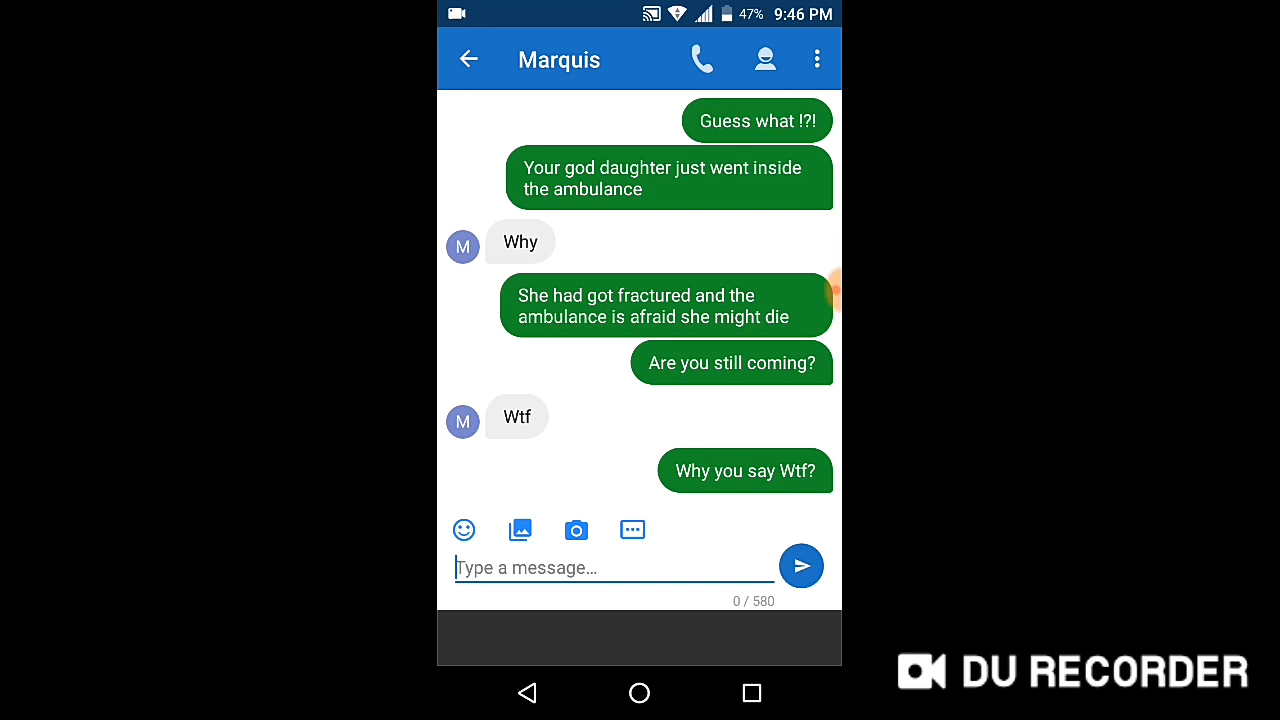 47% 9:46 PM
Marquis
Guess what !?!
Your god daughter just went inside
the ambulance
M
Why
She had got fractured and the
ambulance is afraid she might die
Are you still coming?
M
Wtf
Why you say Wtf?
Type a message...
0 / 580
DU RECORDER